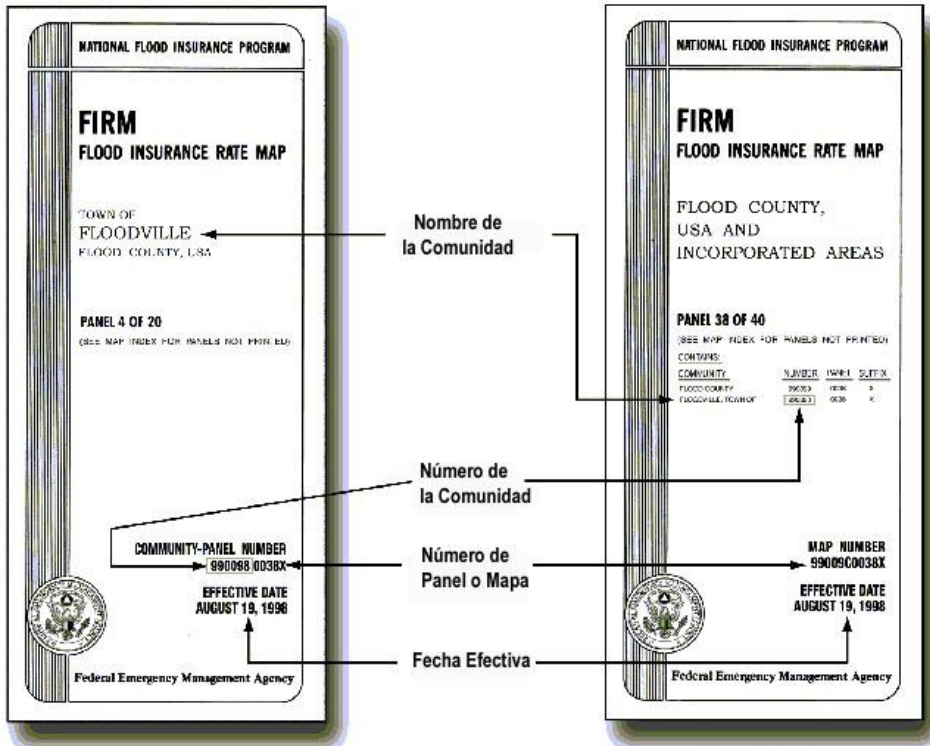 NATIONAL FLOOD INSURANCE PROGRAM
FIRM
FLOOD INSURANCE RATE MAP
TOWN OF
FLOODVILLE
FLOOD COUNTY, USA
PANEL 4 OF 20
(SEE MAP INDEX FOR PANELS NOT PRINTED)
COMMUNITY-PANEL NUMBER
990098 0038X
EFFECTIVE DATE
AUGUST 19, 1998
Federal Emergency Management Agency
Nombre de
la Comunidad
Número de
la Comunidad
Número de
Panel o Mapa
Fecha Efectiva
NATIONAL FLOOD INSURANCE PROGRAM
FIRM
FLOOD INSURANCE RATE MAP
FLOOD COUNTY,
USA AND
INCORPORATED AREAS
PANEL 38 OF 40
(SEE MAP INDEX FOR PANELS NOT PRINTED)
CONTAINS:
COMMUNITY NUMBER PANEL SUFFIX
FLOOD COUNTY 0038 X
FLOODVILLE, TOWN OF 0038 X
MAP NUMBER
99009C0038X
EFFECTIVE DATE
AUGUST 19, 1998
Federal Emergency Management Agency